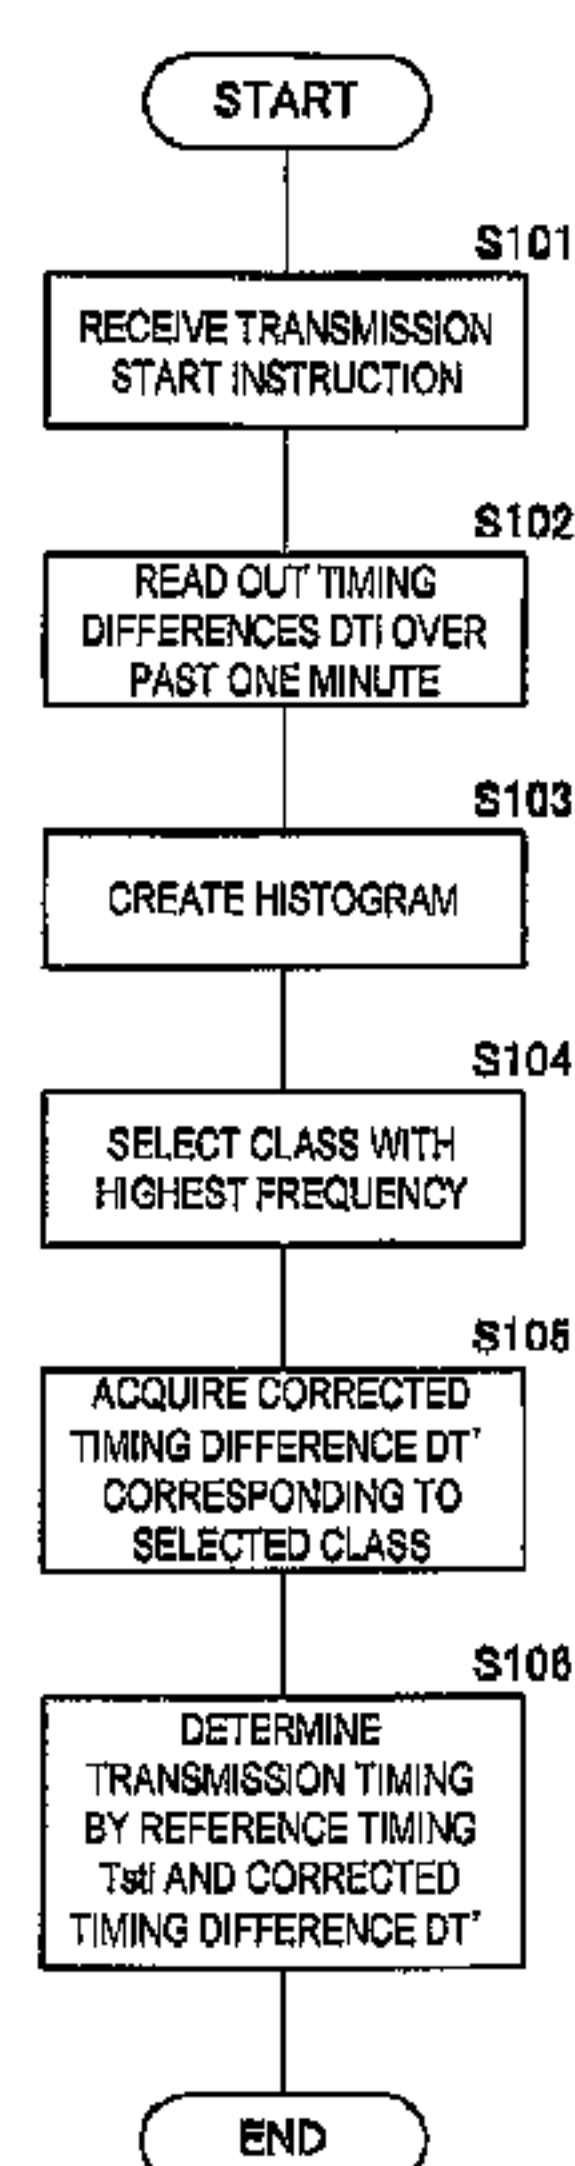 START
S101
RECEIVE TRANSMISSION
START INSTRUCTION
S102
READ OUT TIMING
DIFFERENCES DTi OVER
PAST ONE MINUTE
S103
CREATE HISTOGRAM
S104
SELECT CLASS WITH
HIGHEST FREQUENCY
S105
ACQUIRE CORRECTED
TIMING DIFFERENCE DT'
CORRESPONDING TO
SELECTED CLASS
S106
DETERMINE
TRANSMISSION TIMING
BY REFERENCE TIMING
Tstf AND CORRECTED
TIMING DIFFERENCE DT'
END